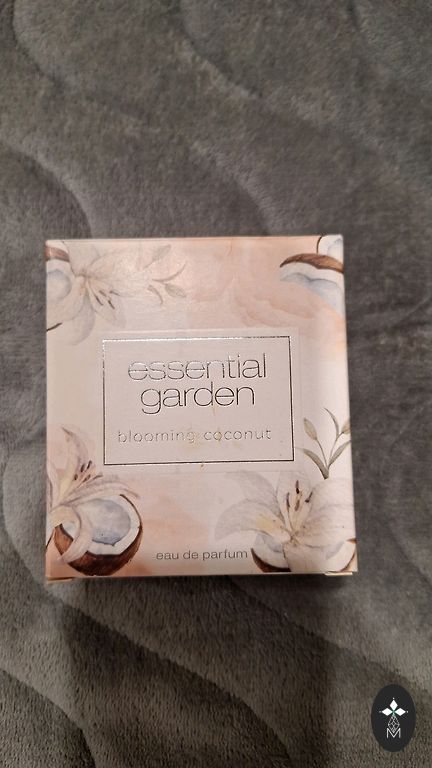 essential
garden
blooming coconut
eau de parfum